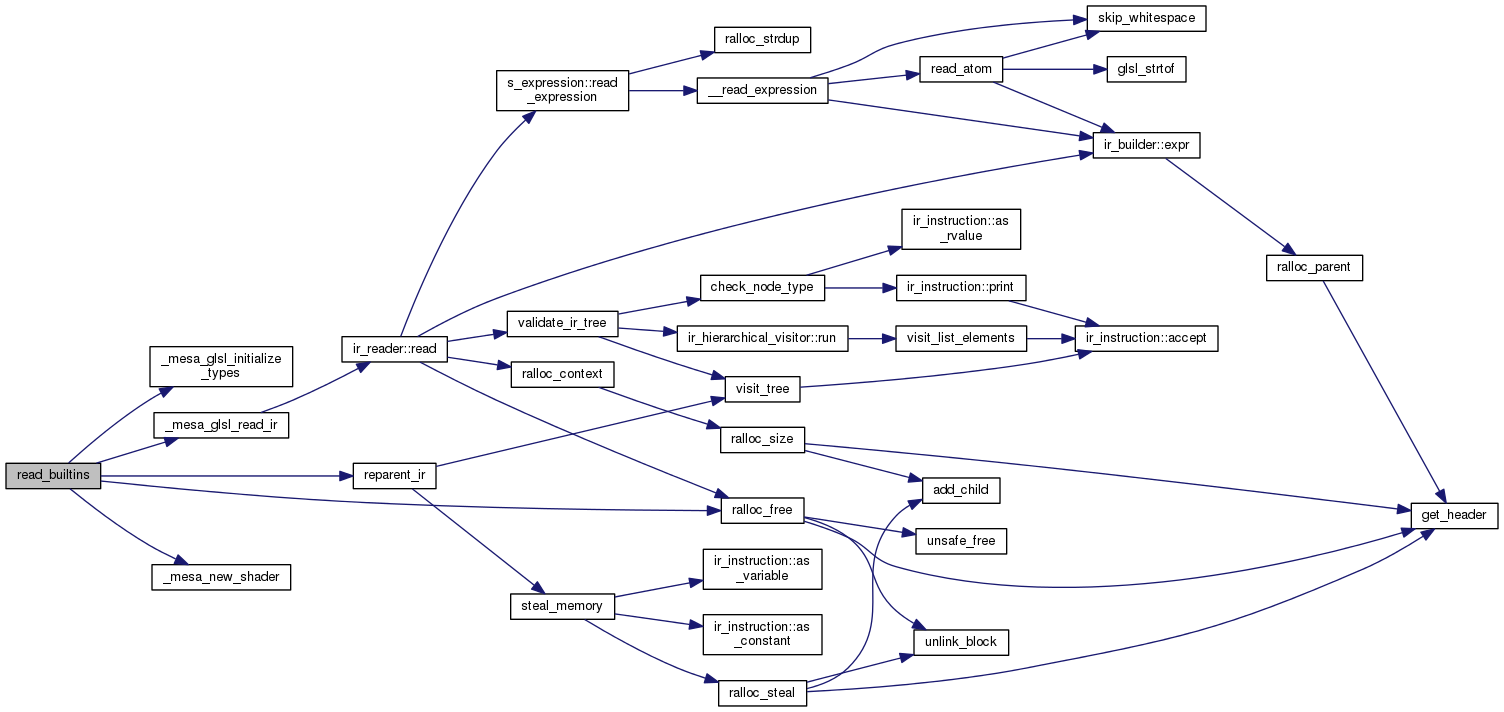 skip_whitespace
ralloc_strdup
read_atom
glsl_strtof
s_expression::read
_expression
__read_expression
ir_builder::expr
ir_instruction::as
_rvalue
ralloc_parent
check_node_type
ir_instruction::print
validate_ir_tree
ir_hierarchical_visitor::run
visit_list_elements
ir_instruction::accept
ir_reader::read
_mesa_glsl_initialize
_types
ralloc_context
visit_tree
_mesa_glsl_read_ir
ralloc_size
read_builtins
reparent_ir
add_child
ralloc_free
get_header
unsafe_free
_mesa_new_shader
ir_instruction::as
_variable
steal_memory
ir_instruction::as
_constant
unlink_block
ralloc_steal